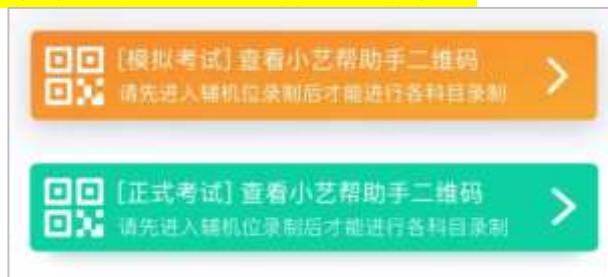 [模拟考试] 查看小艺帮助手二维码
请先进入辅机位录制后才能进行各科目录制
[正式考试] 查看小艺帮助手二维码
请先进入辅机位录制后才能进行各科目录制